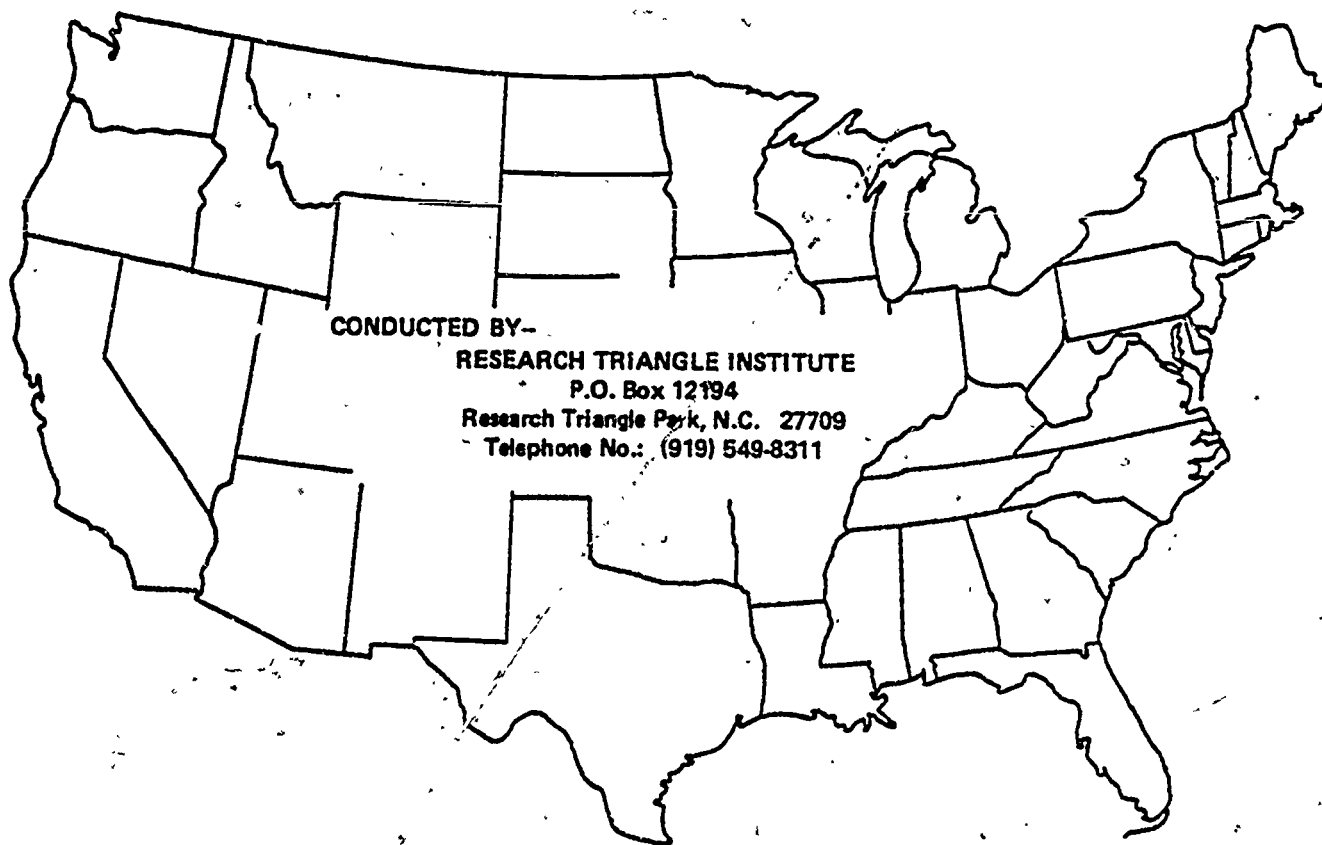 CONDUCTED BY–
RESEARCH TRIANGLE INSTITUTE
P.O. Box 12194
Research Triangle Park, N.C. 27709
Telephone No.: (919) 549-8311